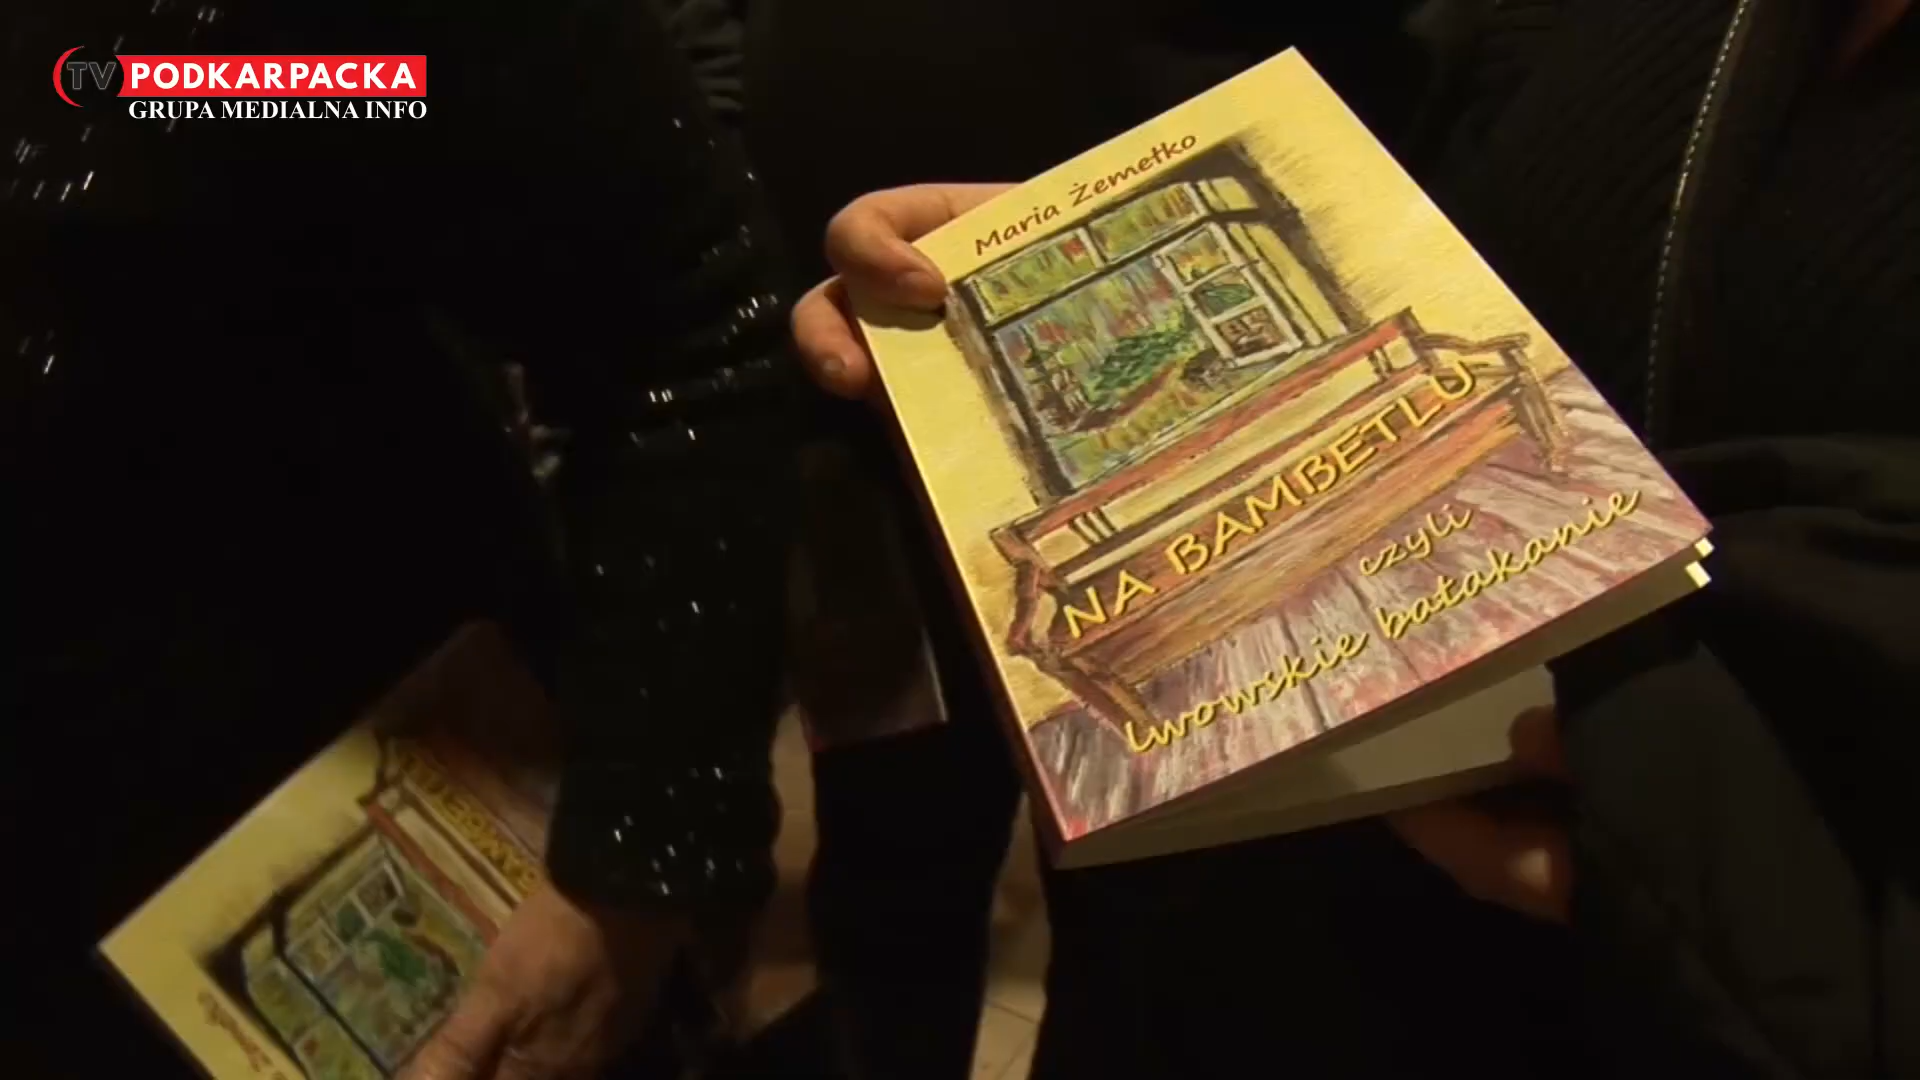 TV PODKARPACKA
GRUPA MEDIALNA INFO
Maria Żemełko
NA BAMBETLU
czyli
lwowskie bałakanie